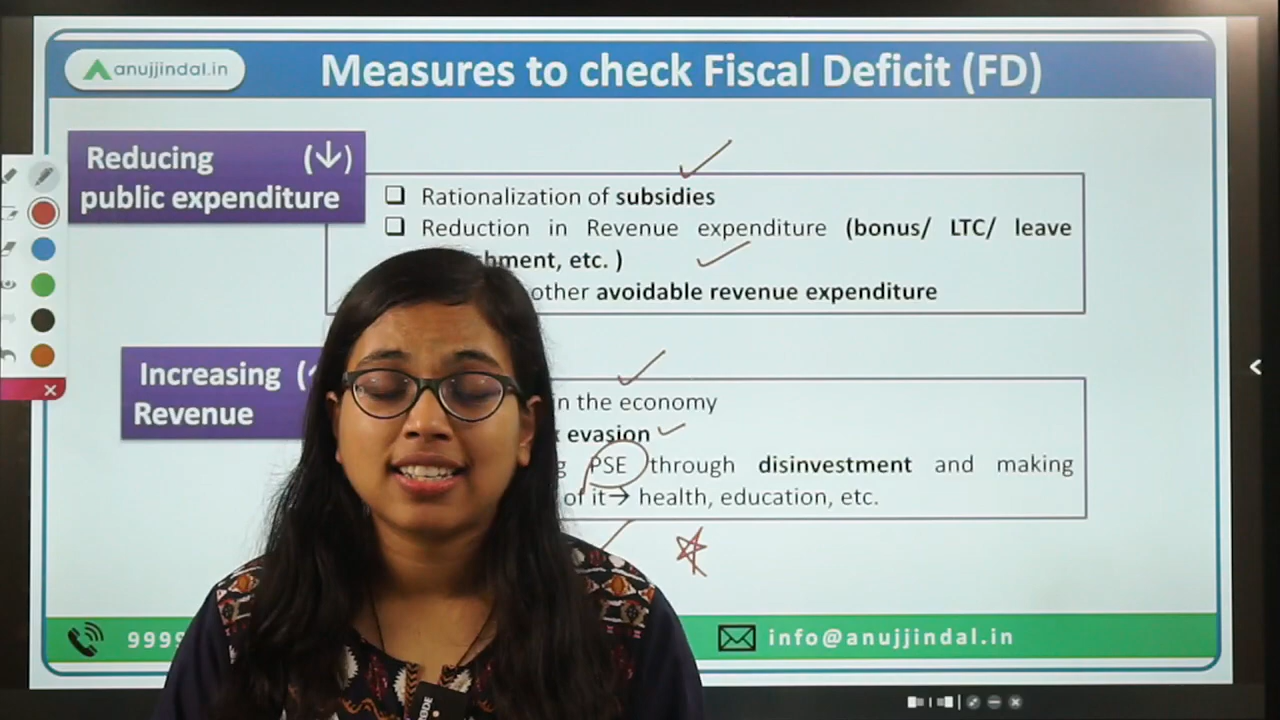 anujjindal.in
Measures to check Fiscal Deficit (FD)
Reducing (↓)
public expenditure
❑ Rationalization of subsidies
❑ Reduction in Revenue expenditure (bonus/ LTC/ leave
etc. )
other avoidable revenue expenditure
Increasing
Revenue
in the economy
evasion
PSE through disinvestment and making
of it→ health, education, etc.
9999
info@anujjindal.in